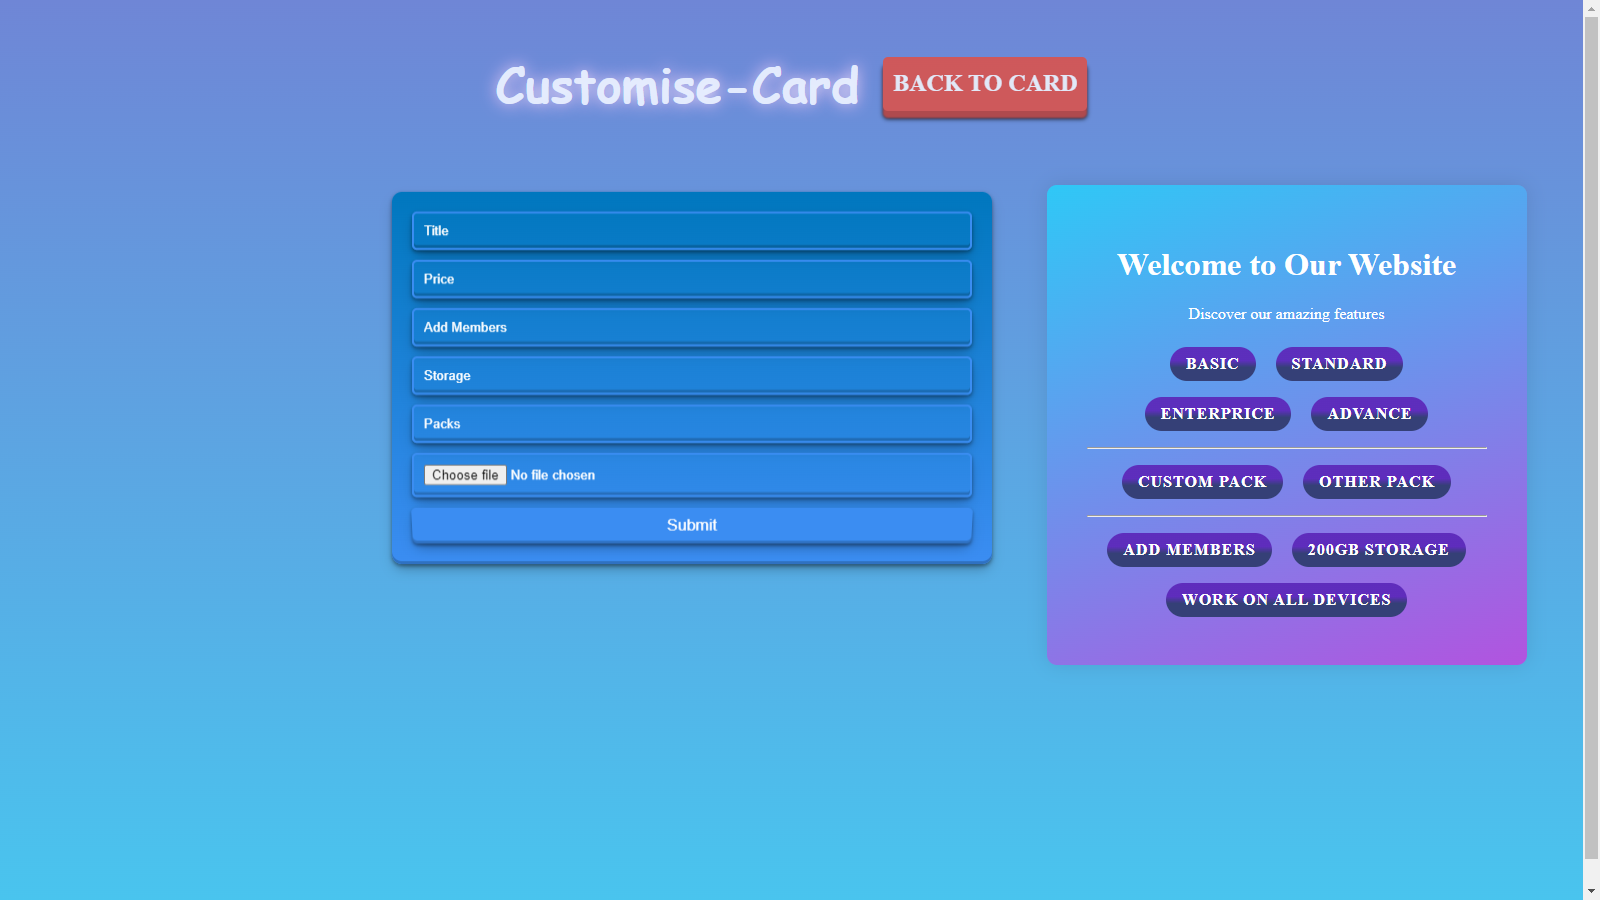 Customise-Card
BACK TO CARD
Title
Price
Add Members
Storage
Packs
Choose file No file chosen
Submit
Welcome to Our Website
Discover our amazing features
BASIC
STANDARD
ENTERPRICE
ADVANCE
CUSTOM PACK
OTHER PACK
ADD MEMBERS
200GB STORAGE
WORK ON ALL DEVICES